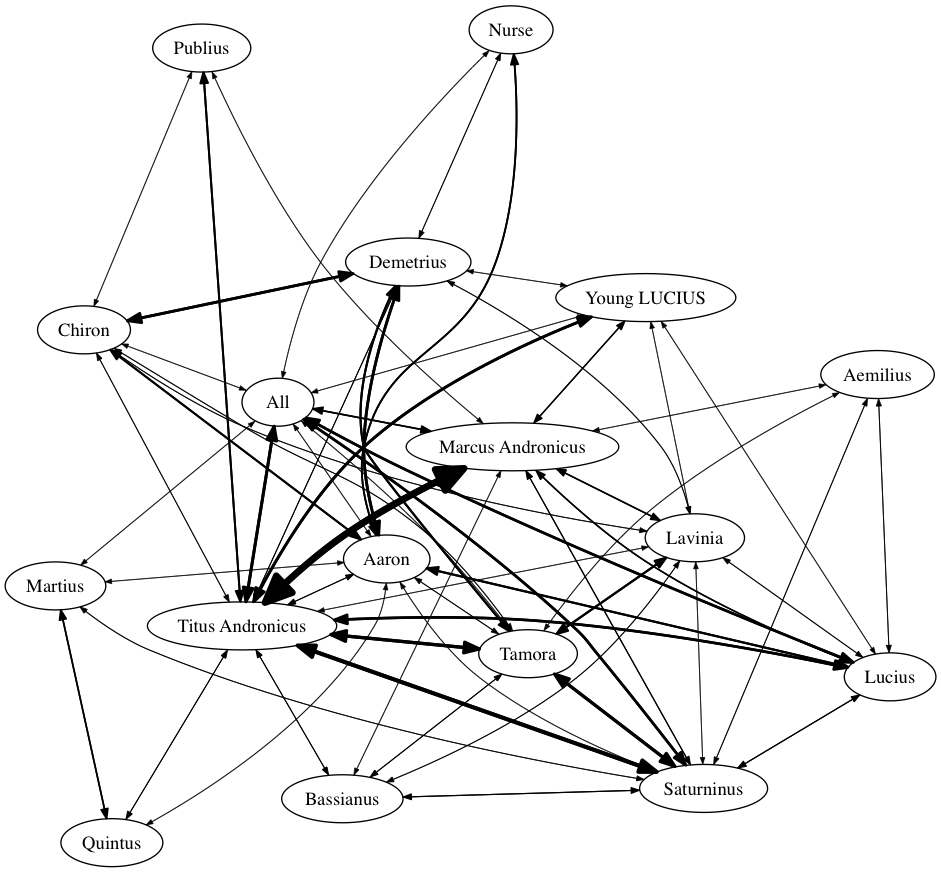 Nurse
Publius
Demetrius
Young LUCIUS
Chiron
Aemilius
All
Marcus Andronicus
Lavinia
Aaron
Martius
Titus Andronicus
Tamora
Lucius
Saturninus
Bassianus
Quintus